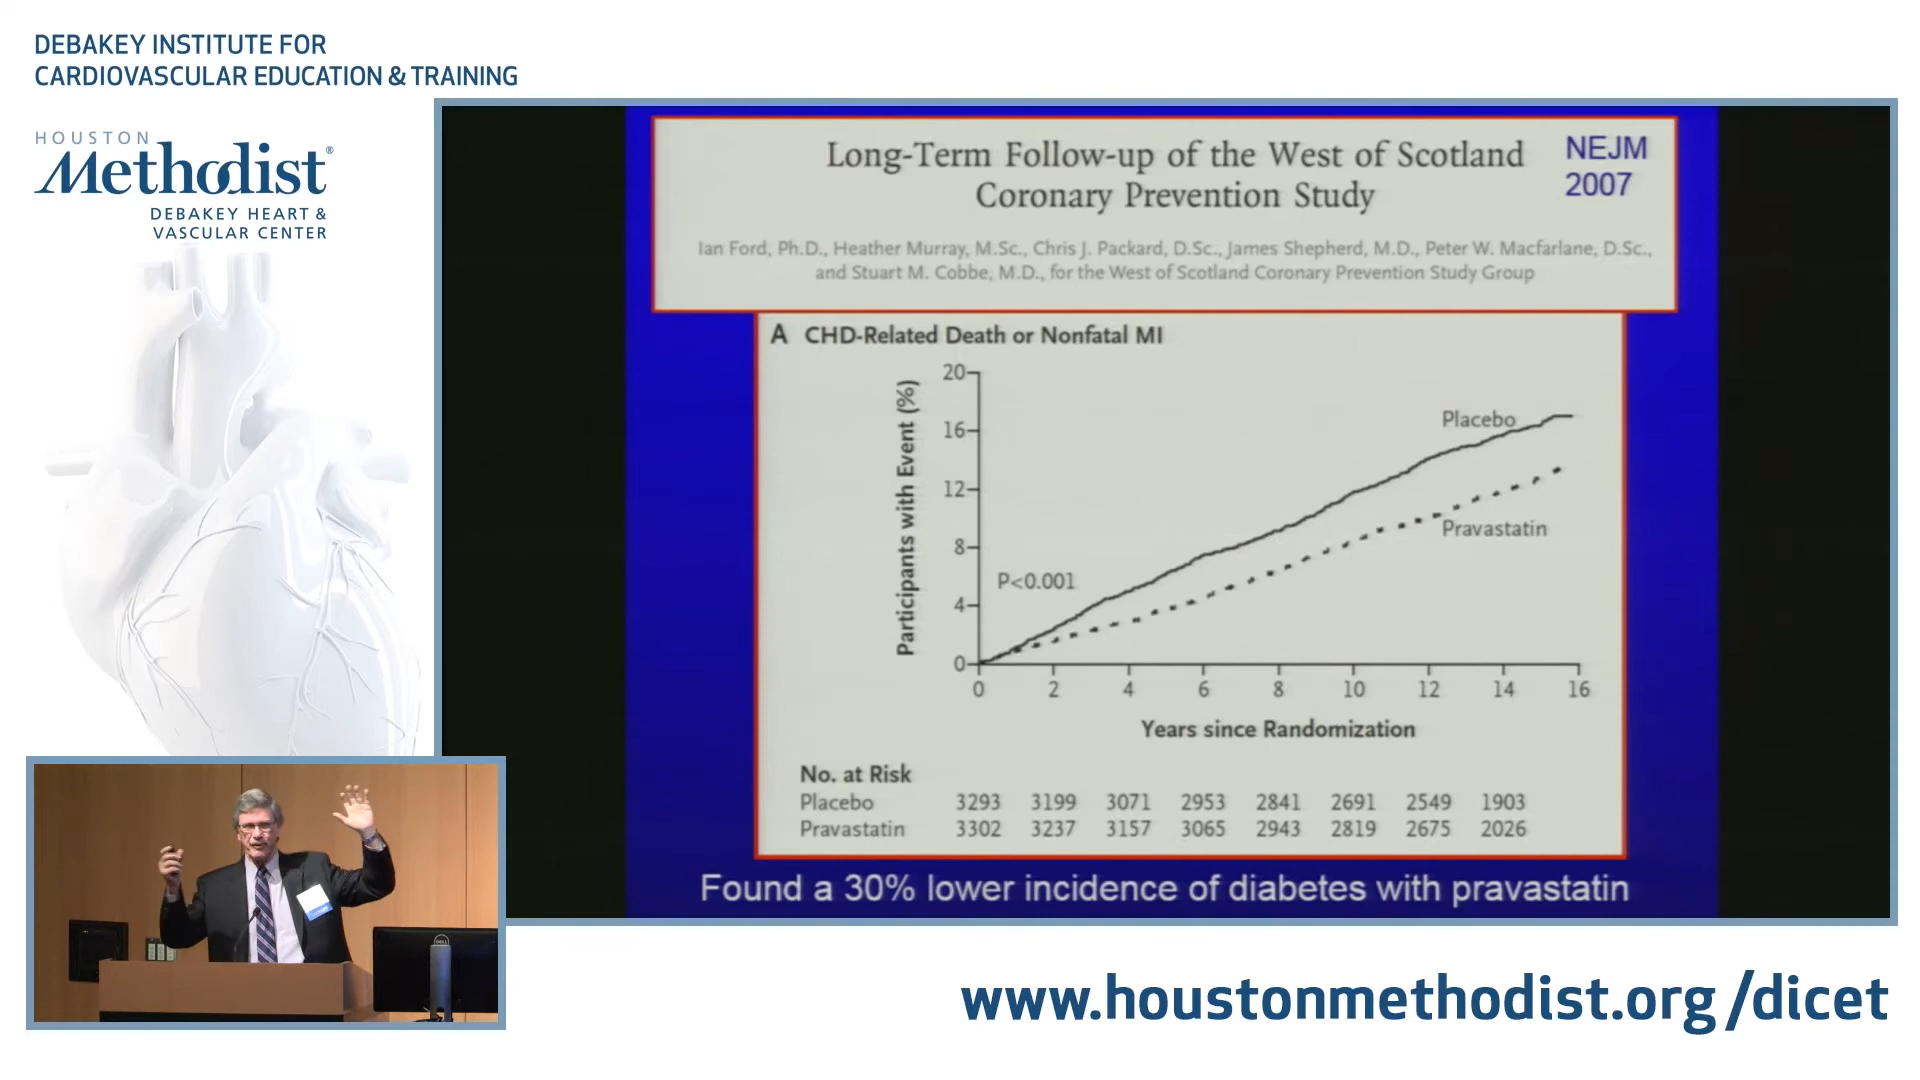 DEBAKEY INSTITUTE FOR
CARDIOVASCULAR EDUCATION & TRAINING
HOUSTON
Methodist®
DEBAKEY HEART &
VASCULAR CENTER
Long-Term Follow-up of the West of Scotland
Coronary Prevention Study
NEJM
2007
Ian Ford, Ph.D., Heather Murray, M.Sc., Chris J. Packard, D.Sc., James Shepherd, M.D., Peter W. Macfarlane, D.Sc.,
and Stuart M. Cobbe, M.D., for the West of Scotland Coronary Prevention Study Group
A CHD-Related Death or Nonfatal MI
Participants with Event (%)
20
16
12
8
4
0
Placebo
Pravastatin
P<0.001
0 2 4 6 8 10 12 14 16
Years since Randomization
No. at Risk
Placebo 3293 3199 3071 2953 2841 2691 2549 1903
Pravastatin 3302 3237 3157 3065 2943 2819 2675 2026
Found a 30% lower incidence of diabetes with pravastatin
DELL
www.houstonmethodist.org/dicet